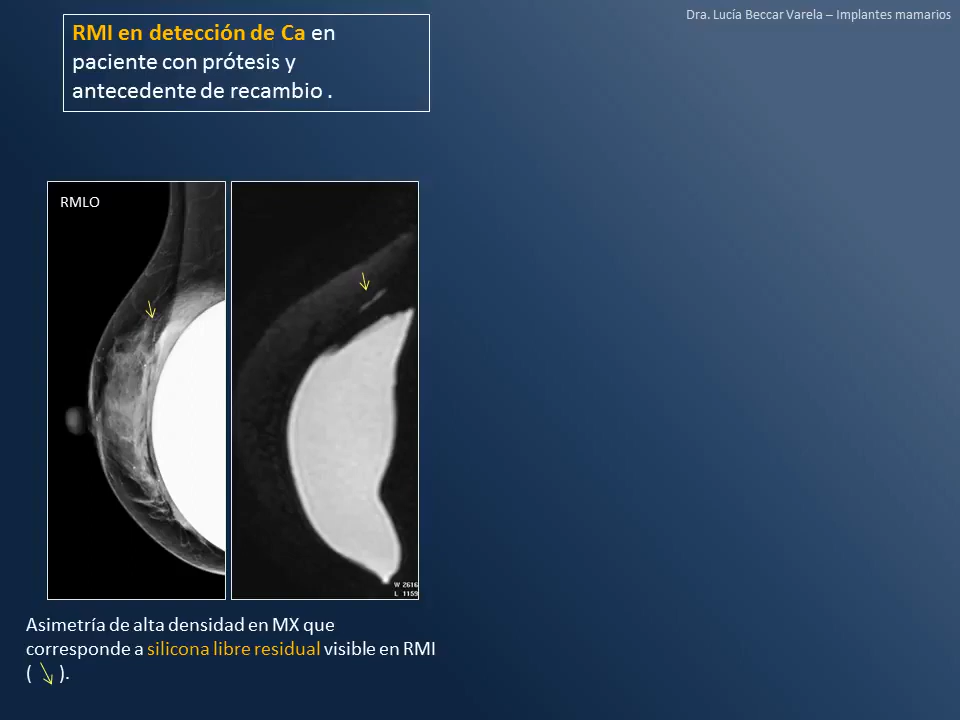 Dra. Lucía Beccar Varela – Implantes mamarios
RMI en detección de Ca en
paciente con prótesis y
antecedente de recambio .
RMLO
W 2616
L 1159
Asimetría de alta densidad en MX que
corresponde a silicona libre residual visible en RMI
( ).